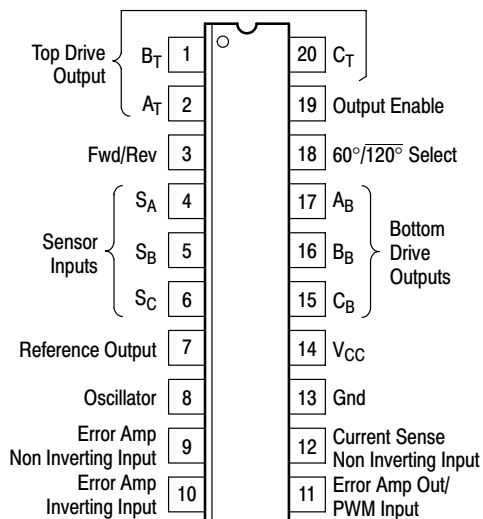 Top Drive
Output
B_T 1
A_T 2
Fwd/Rev 3
Sensor
Inputs
S_A 4
S_B 5
S_C 6
Reference Output 7
Oscillator 8
Error Amp
Non Inverting Input 9
Error Amp
Inverting Input 10
20 C_T
19 Output Enable
18 60°/1̅2̅0̅°̅ Select
17 A_B
16 B_B
15 C_B
Bottom
Drive
Outputs
14 V_CC
13 Gnd
12 Current Sense
Non Inverting Input
11 Error Amp Out/
PWM Input